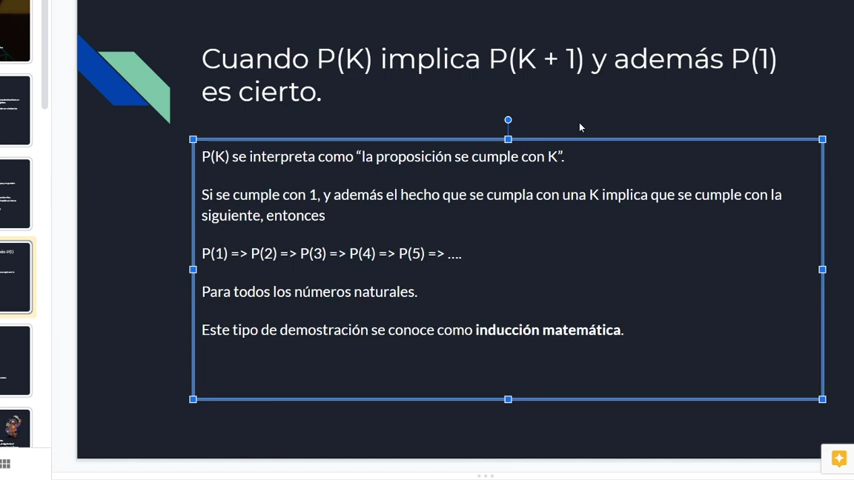 Cuando P(K) implica P(K + 1) y además P(1)
es cierto.
P(K) se interpreta como “la proposición se cumple con K”.
Si se cumple con 1, y además el hecho que se cumpla con una K implica que se cumple con la
siguiente, entonces
P(1) => P(2) => P(3) => P(4) => P(5) => ….
Para todos los números naturales.
Este tipo de demostración se conoce como inducción matemática.